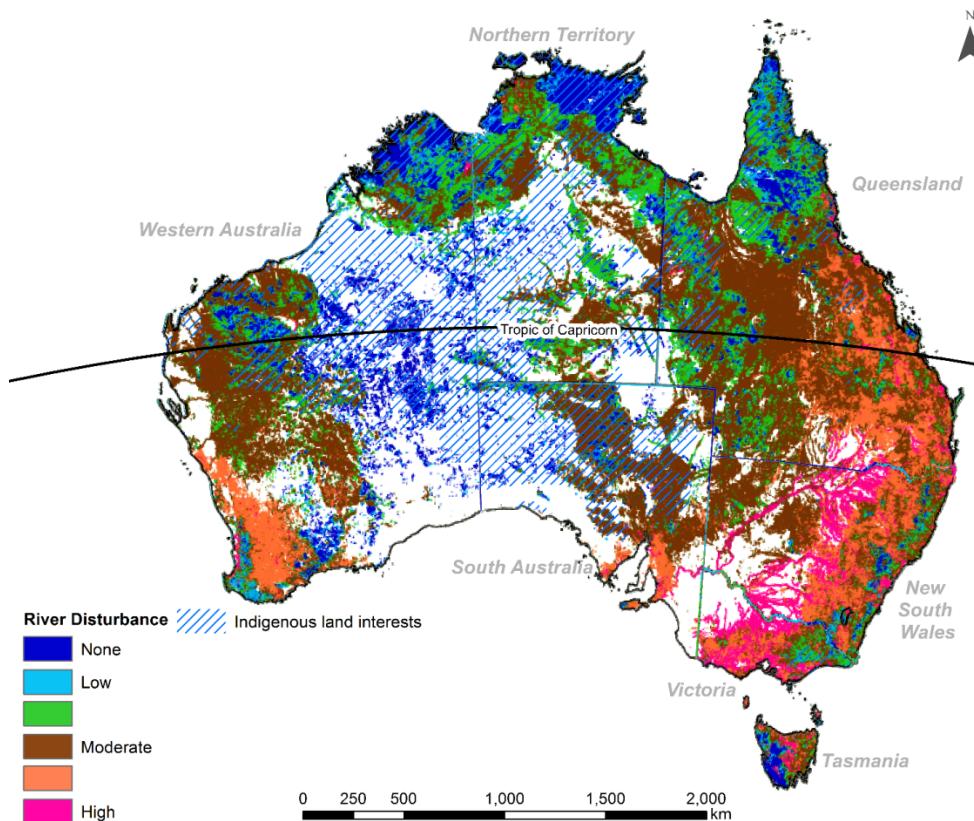 N
Northern Territory
Queensland
Western Australia
Tropic of Capricorn
South Australia
New
South
Wales
River Disturbance
Indigenous land interests
None
Low
Moderate
High
Victoria
Tasmania
0 250 500 1,000 1,500 2,000
km